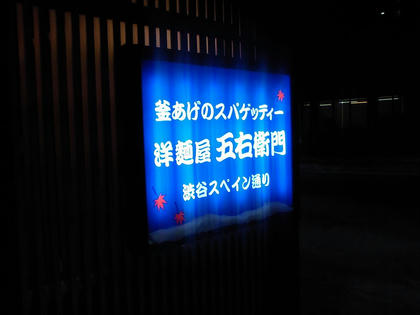 釜あげのスパゲッティー
洋麺屋 五右衛門
渋谷スペイン通り